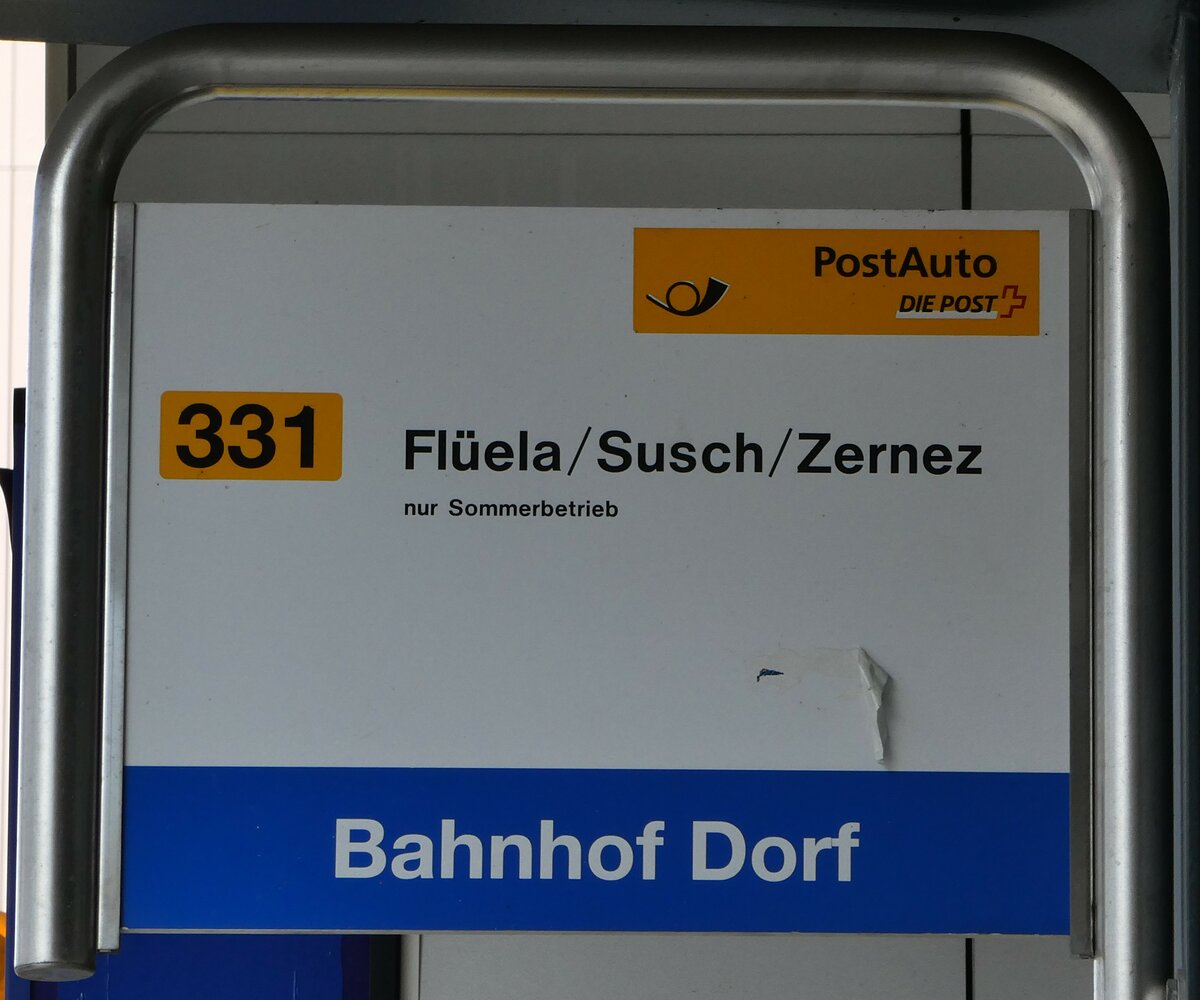 PostAuto
DIE POST
331 Flüela/Susch/Zernez
nur Sommerbetrieb
Bahnhof Dorf